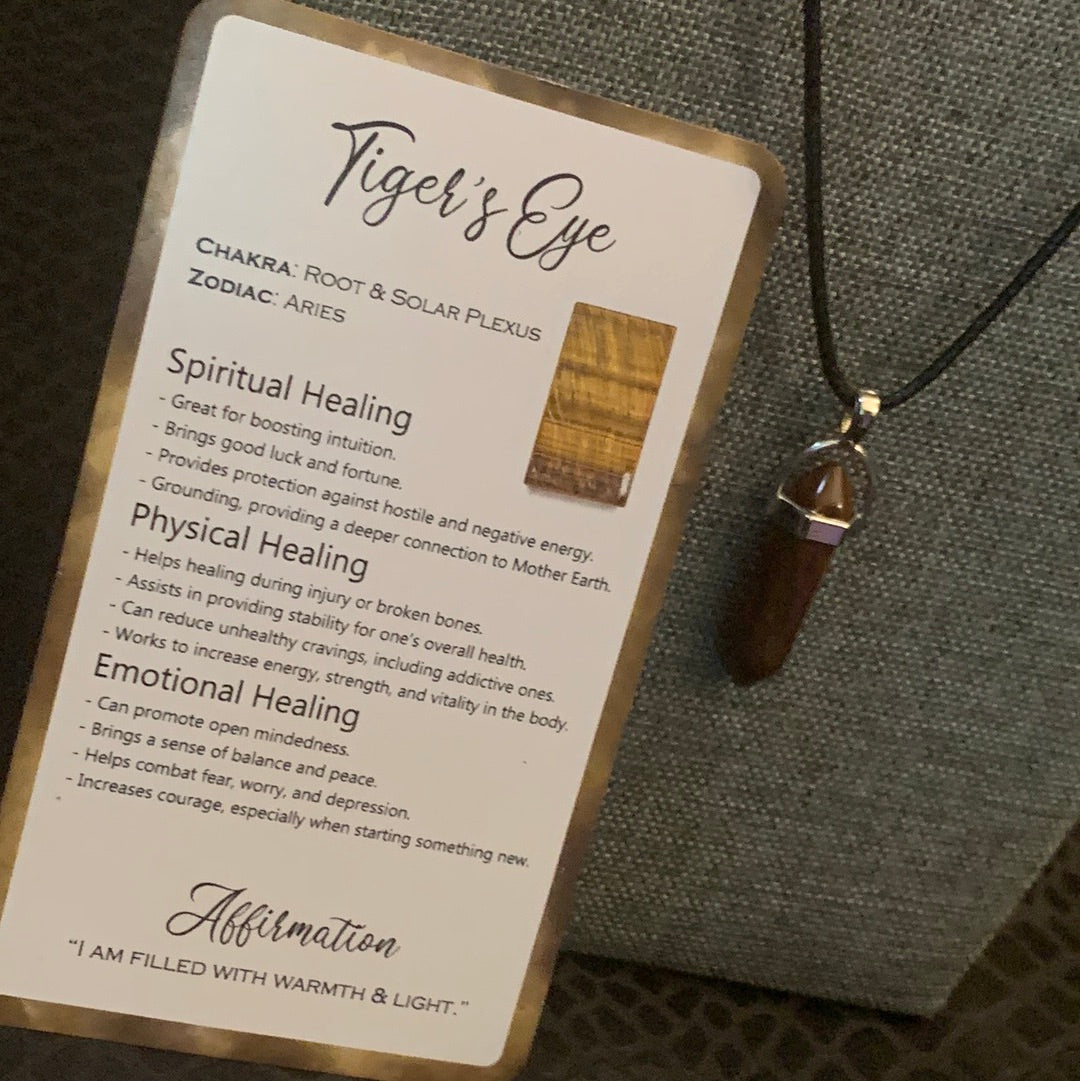 Tiger's Eye
CHAKRA: ROOT & SOLAR PLEXUS
ZODIAC: ARIES
Spiritual Healing
- Great for boosting intuition.
- Brings good luck and fortune.
- Provides protection against hostile and negative energy.
- Grounding, providing a deeper connection to Mother Earth.
Physical Healing
- Helps healing during injury or broken bones.
- Assists in providing stability for one's overall health.
- Can reduce unhealthy cravings, including addictive ones.
- Works to increase energy, strength, and vitality in the body.
Emotional Healing
- Can promote open mindedness.
- Brings a sense of balance and peace.
- Helps combat fear, worry, and depression.
- Increases courage, especially when starting something new.
Affirmation
"I AM FILLED WITH WARMTH & LIGHT."